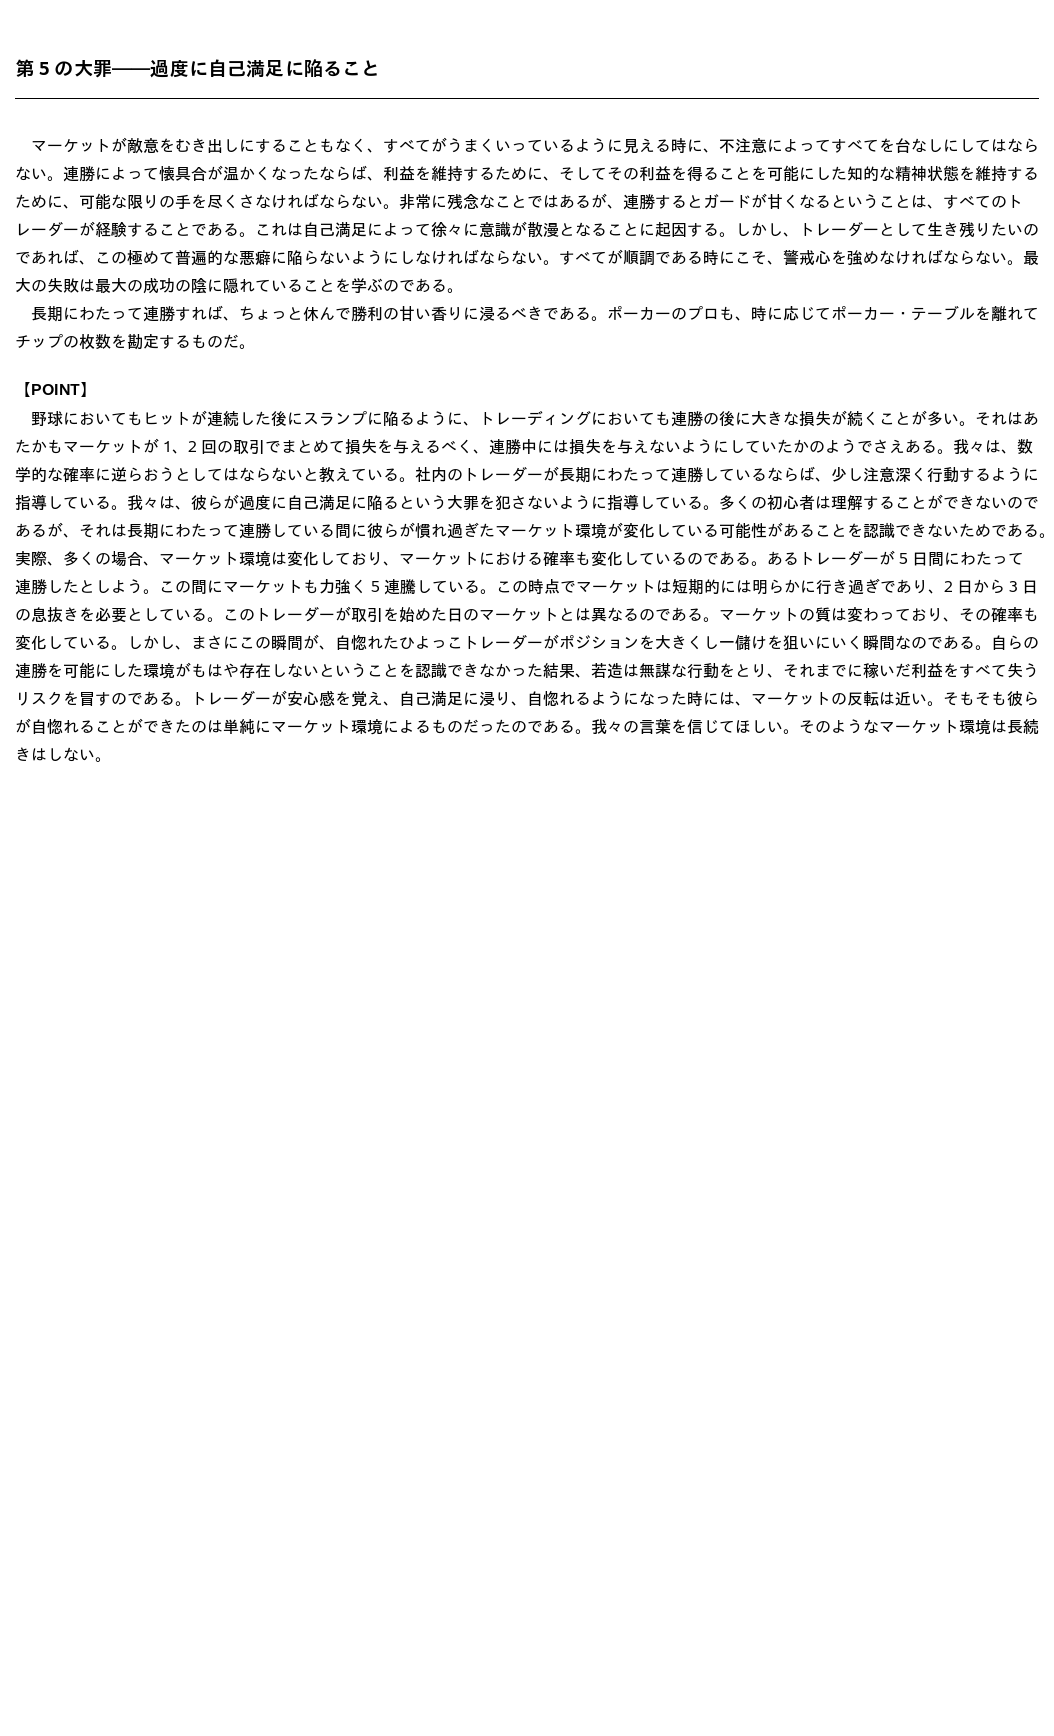 第 5 の大罪――過度に自己満足に陥ること
　マーケットが敵意をむき出しにすることもなく、すべてがうまくいっているように見える時に、不注意によってすべてを台なしにしてはなら
ない。連勝によって懐具合が温かくなったならば、利益を維持するために、そしてその利益を得ることを可能にした知的な精神状態を維持する
ために、可能な限りの手を尽くさなければならない。非常に残念なことではあるが、連勝するとガードが甘くなるということは、すべてのト
レーダーが経験することである。これは自己満足によって徐々に意識が散漫となることに起因する。しかし、トレーダーとして生き残りたいの
であれば、この極めて普遍的な悪癖に陥らないようにしなければならない。すべてが順調である時にこそ、警戒心を強めなければならない。最
大の失敗は最大の成功の陰に隠れていることを学ぶのである。
　長期にわたって連勝すれば、ちょっと休んで勝利の甘い香りに浸るべきである。ポーカーのプロも、時に応じてポーカー・テーブルを離れて
チップの枚数を勘定するものだ。
【POINT】
　野球においてもヒットが連続した後にスランプに陥るように、トレーディングにおいても連勝の後に大きな損失が続くことが多い。それはあ
たかもマーケットが 1、2 回の取引でまとめて損失を与えるべく、連勝中には損失を与えないようにしていたかのようでさえある。我々は、数
学的な確率に逆らおうとしてはならないと教えている。社内のトレーダーが長期にわたって連勝しているならば、少し注意深く行動するように
指導している。我々は、彼らが過度に自己満足に陥るという大罪を犯さないように指導している。多くの初心者は理解することができないので
あるが、それは長期にわたって連勝している間に彼らが慣れ過ぎたマーケット環境が変化している可能性があることを認識できないためである。
実際、多くの場合、マーケット環境は変化しており、マーケットにおける確率も変化しているのである。あるトレーダーが 5 日間にわたって
連勝したとしよう。この間にマーケットも力強く 5 連騰している。この時点でマーケットは短期的には明らかに行き過ぎであり、2 日から 3 日
の息抜きを必要としている。このトレーダーが取引を始めた日のマーケットとは異なるのである。マーケットの質は変わっており、その確率も
変化している。しかし、まさにこの瞬間が、自惚れたひよっこトレーダーがポジションを大きくし一儲けを狙いにいく瞬間なのである。自らの
連勝を可能にした環境がもはや存在しないということを認識できなかった結果、若造は無謀な行動をとり、それまでに稼いだ利益をすべて失う
リスクを冒すのである。トレーダーが安心感を覚え、自己満足に浸り、自惚れるようになった時には、マーケットの反転は近い。そもそも彼ら
が自惚れることができたのは単純にマーケット環境によるものだったのである。我々の言葉を信じてほしい。そのようなマーケット環境は長続
きはしない。